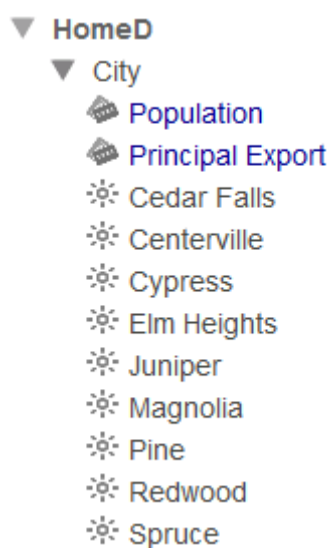 HomeD
City
Population
Principal Export
Cedar Falls
Centerville
Cypress
Elm Heights
Juniper
Magnolia
Pine
Redwood
Spruce